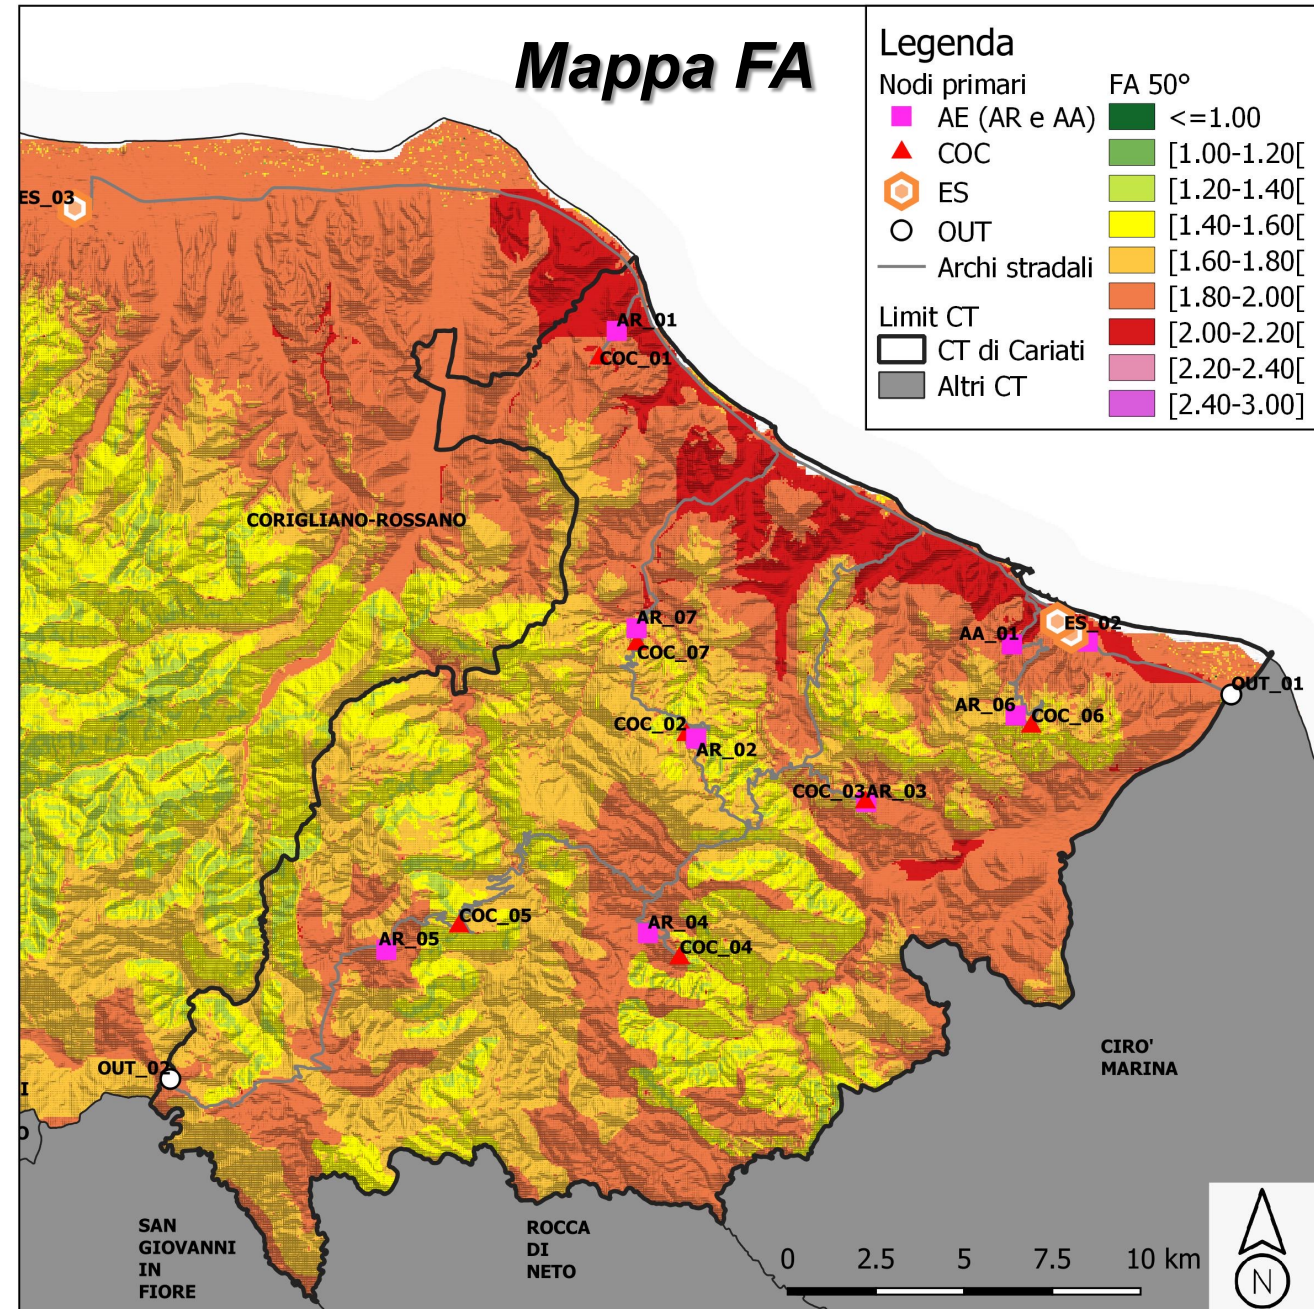 Mappa FA
Legenda
Nodi primari
AE (AR e AA)
COC
ES
OUT
Archi stradali
Limit CT
CT di Cariati
Altri CT
FA 50°
<=1.00
[1.00-1.20[
[1.20-1.40[
[1.40-1.60[
[1.60-1.80[
[1.80-2.00[
[2.00-2.20[
[2.20-2.40[
[2.40-3.00]
ES_03
AR_01
COC_01
CORIGLIANO-ROSSANO
AR_07
COC_07
AA_01
ES_02
OUT_01
COC_02
AR_02
AR_06
COC_06
COC_03
AR_03
COC_05
AR_05
AR_04
COC_04
OUT_02
I
O
CIRO'
MARINA
SAN
GIOVANNI
IN
FIORE
ROCCA
DI
NETO
0 2.5 5 7.5 10 km
N